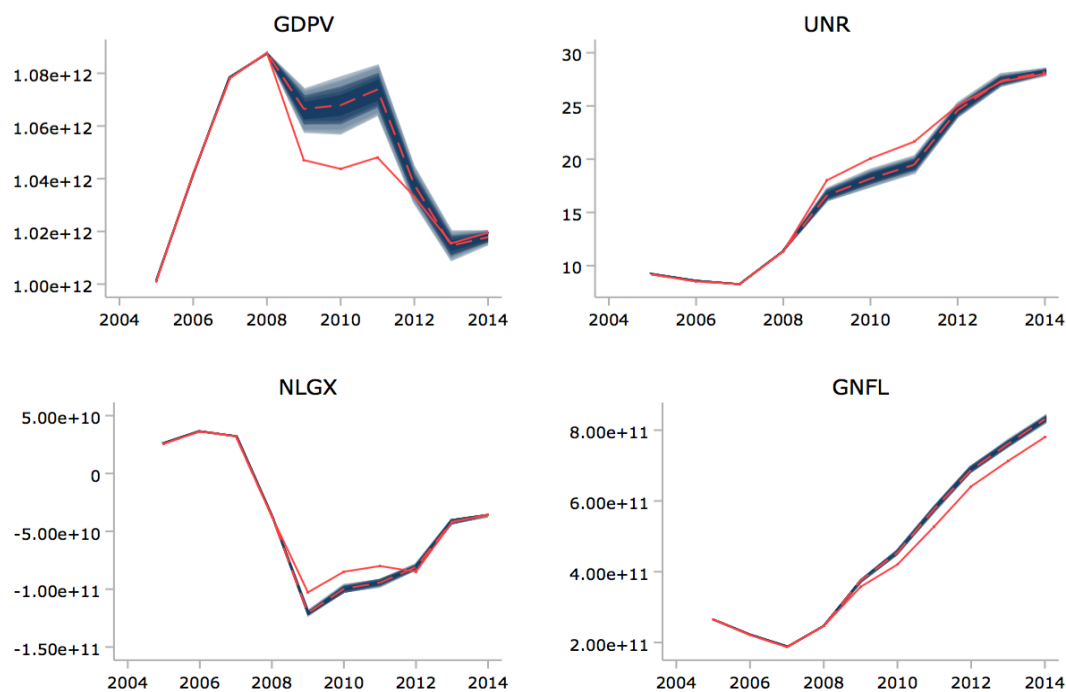 GDPV
1.08e+12
1.06e+12
1.04e+12
1.02e+12
1.00e+12
2004 2006 2008 2010 2012 2014
UNR
30
25
20
15
10
2004 2006 2008 2010 2012 2014
NLGX
5.00e+10
0
-5.00e+10
-1.00e+11
-1.50e+11
2004 2006 2008 2010 2012 2014
GNFL
8.00e+11
6.00e+11
4.00e+11
2.00e+11
2004 2006 2008 2010 2012 2014